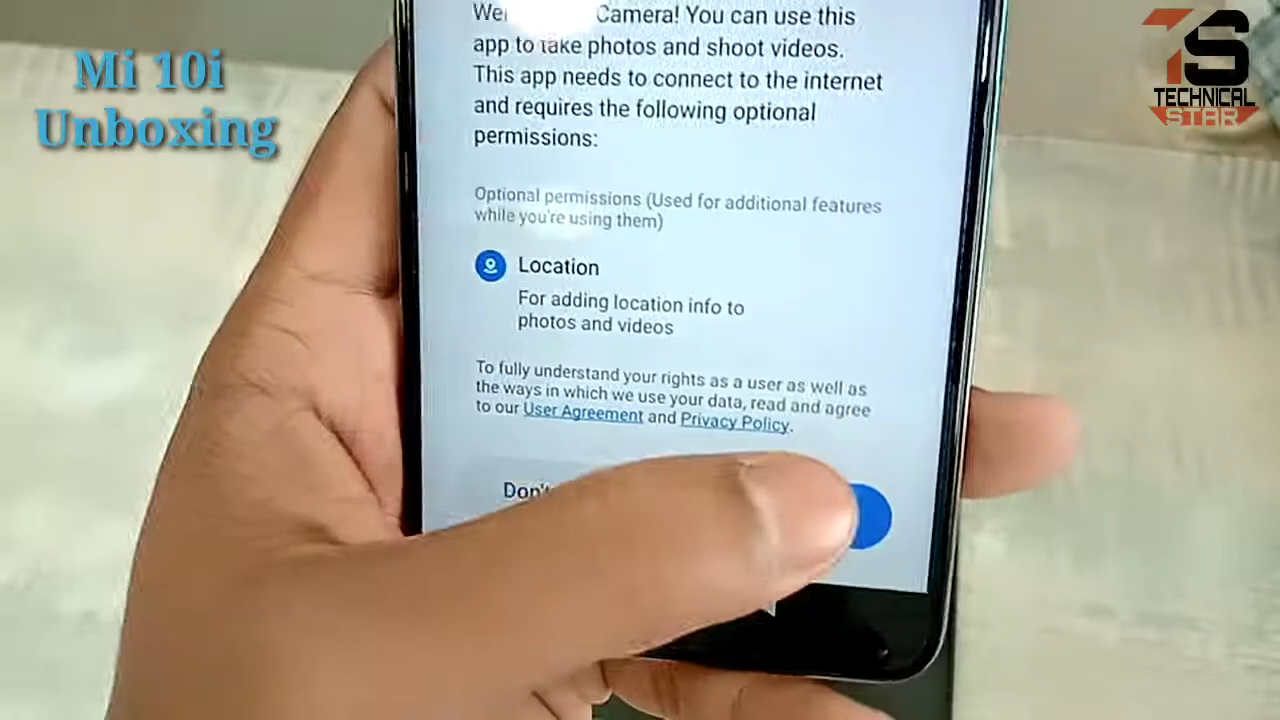 Mi 10i
Unboxing
TS
TECHNICAL
STAR
Camera! You can use this
app to take photos and shoot videos.
This app needs to connect to the internet
and requires the following optional
permissions:
Optional permissions (Used for additional features
while you're using them)
Location
For adding location info to
photos and videos
To fully understand your rights as a user as well as
the ways in which we use your data, read and agree
to our User Agreement and Privacy Policy.